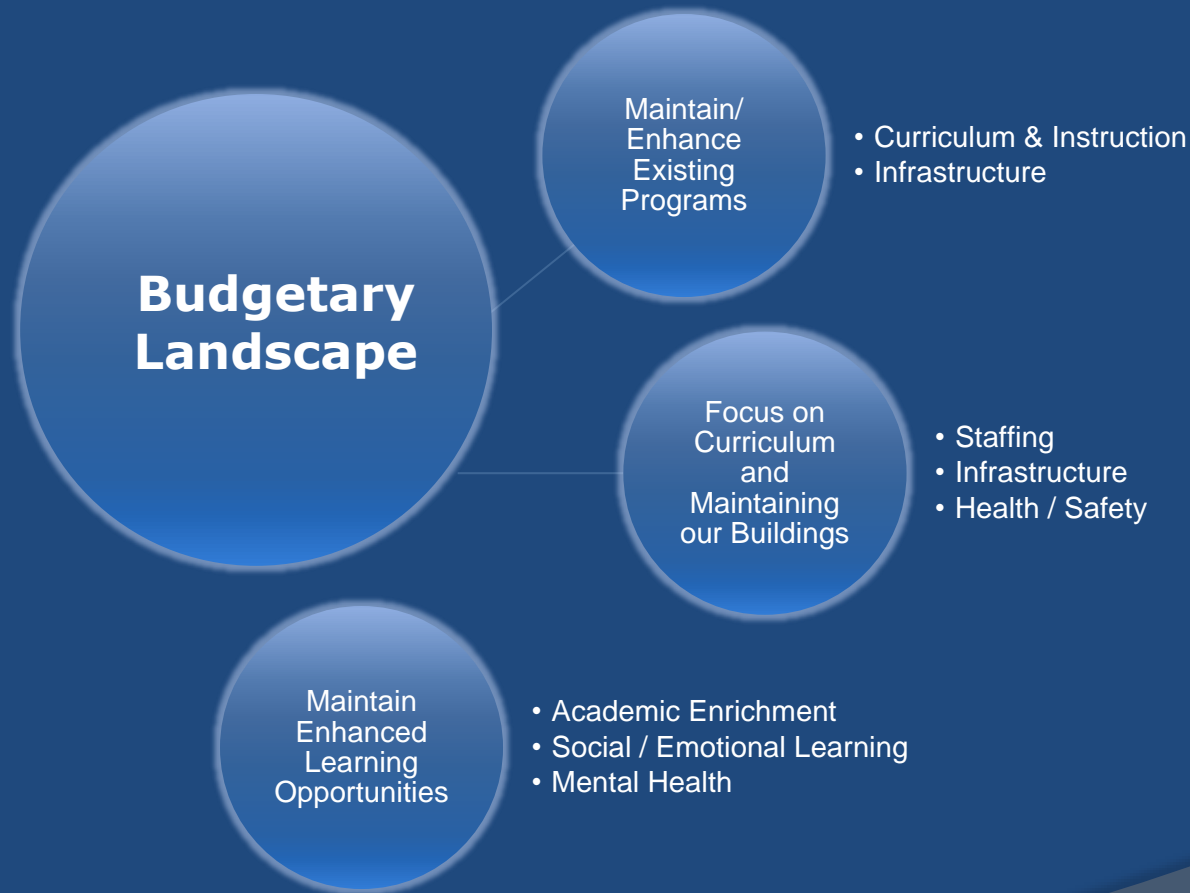 Budgetary
Landscape
Maintain/
Enhance
Existing
Programs
• Curriculum & Instruction
• Infrastructure
Focus on
Curriculum
and
Maintaining
our Buildings
• Staffing
• Infrastructure
• Health / Safety
Maintain
Enhanced
Learning
Opportunities
• Academic Enrichment
• Social / Emotional Learning
• Mental Health